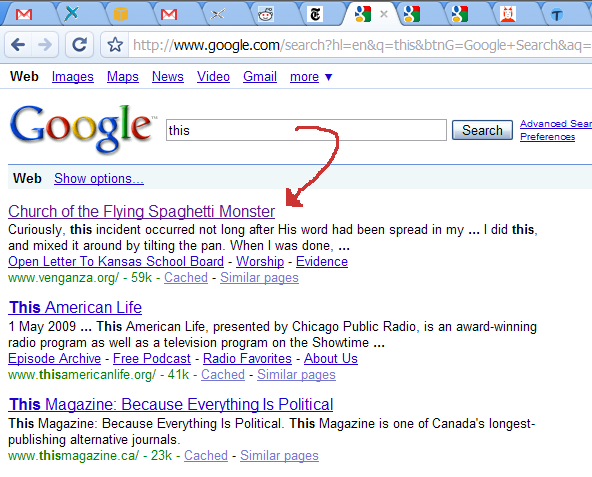 http://www.google.com/search?hl=en&q=this&btnG=Google+Search&aq=
Web Images Maps News Video Gmail more ▼
Google™ this Search Advanced Sear
Preferences
Web Show options...
Church of the Flying Spaghetti Monster
Curiously, this incident occurred not long after His word had been spread in my ... I did this,
and mixed it around by tilting the pan. When I was done, ...
Open Letter To Kansas School Board - Worship - Evidence
www.venganza.org/ - 59k - Cached - Similar pages
This American Life
1 May 2009 ... This American Life, presented by Chicago Public Radio, is an award-winning
radio program as well as a television program on the Showtime ...
Episode Archive - Free Podcast - Radio Favorites - About Us
www.thisamericanlife.org/ - 41k - Cached - Similar pages
This Magazine: Because Everything Is Political
This Magazine: Because Everything Is Political. This Magazine is one of Canada's longest-
publishing alternative journals.
www.thismagazine.ca/ - 23k - Cached - Similar pages